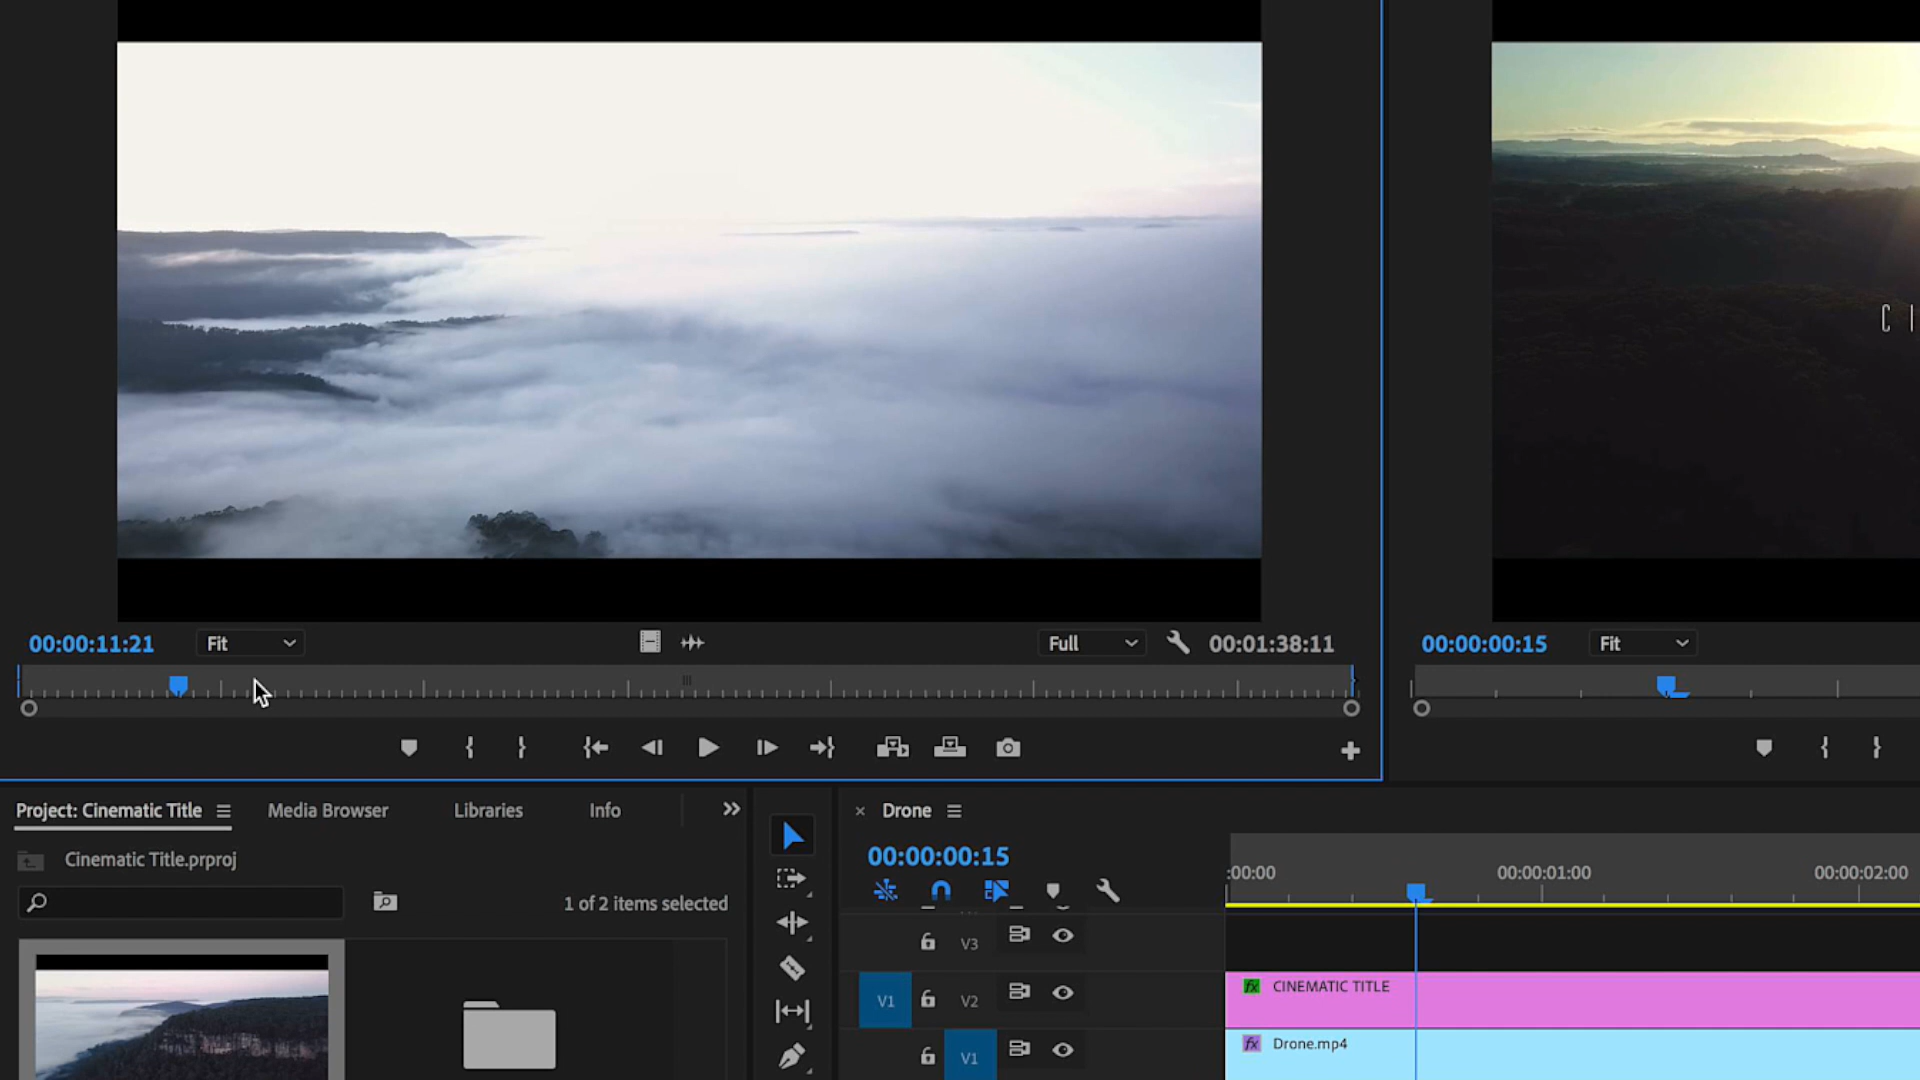 C I
00:00:11:21 Fit Full 00:01:38:11
00:00:00:15 Fit
Project: Cinematic Title Media Browser Libraries Info
Cinematic Title.prproj
1 of 2 items selected
× Drone
00:00:00:15
:00:00 00:00:01:00 00:00:02:00
V3
V1 V2
fx CINEMATIC TITLE
V1
fx Drone.mp4